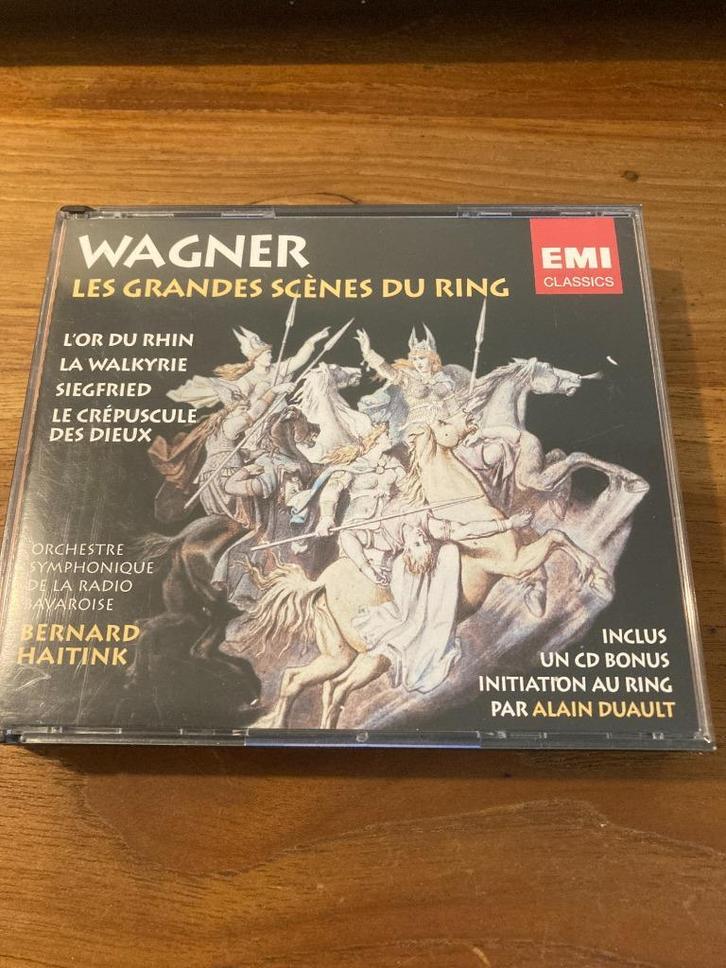 WAGNER
LES GRANDES SCÈNES DU RING
EMI
CLASSICS
L'OR DU RHIN
LA WALKYRIE
SIEGFRIED
LE CRÉPUSCULE
DES DIEUX
ORCHESTRE
SYMPHONIQUE
DE LA RADIO
BAVAROISE
BERNARD
HAITINK
INCLUS
UN CD BONUS
INITIATION AU RING
PAR ALAIN DUAULT